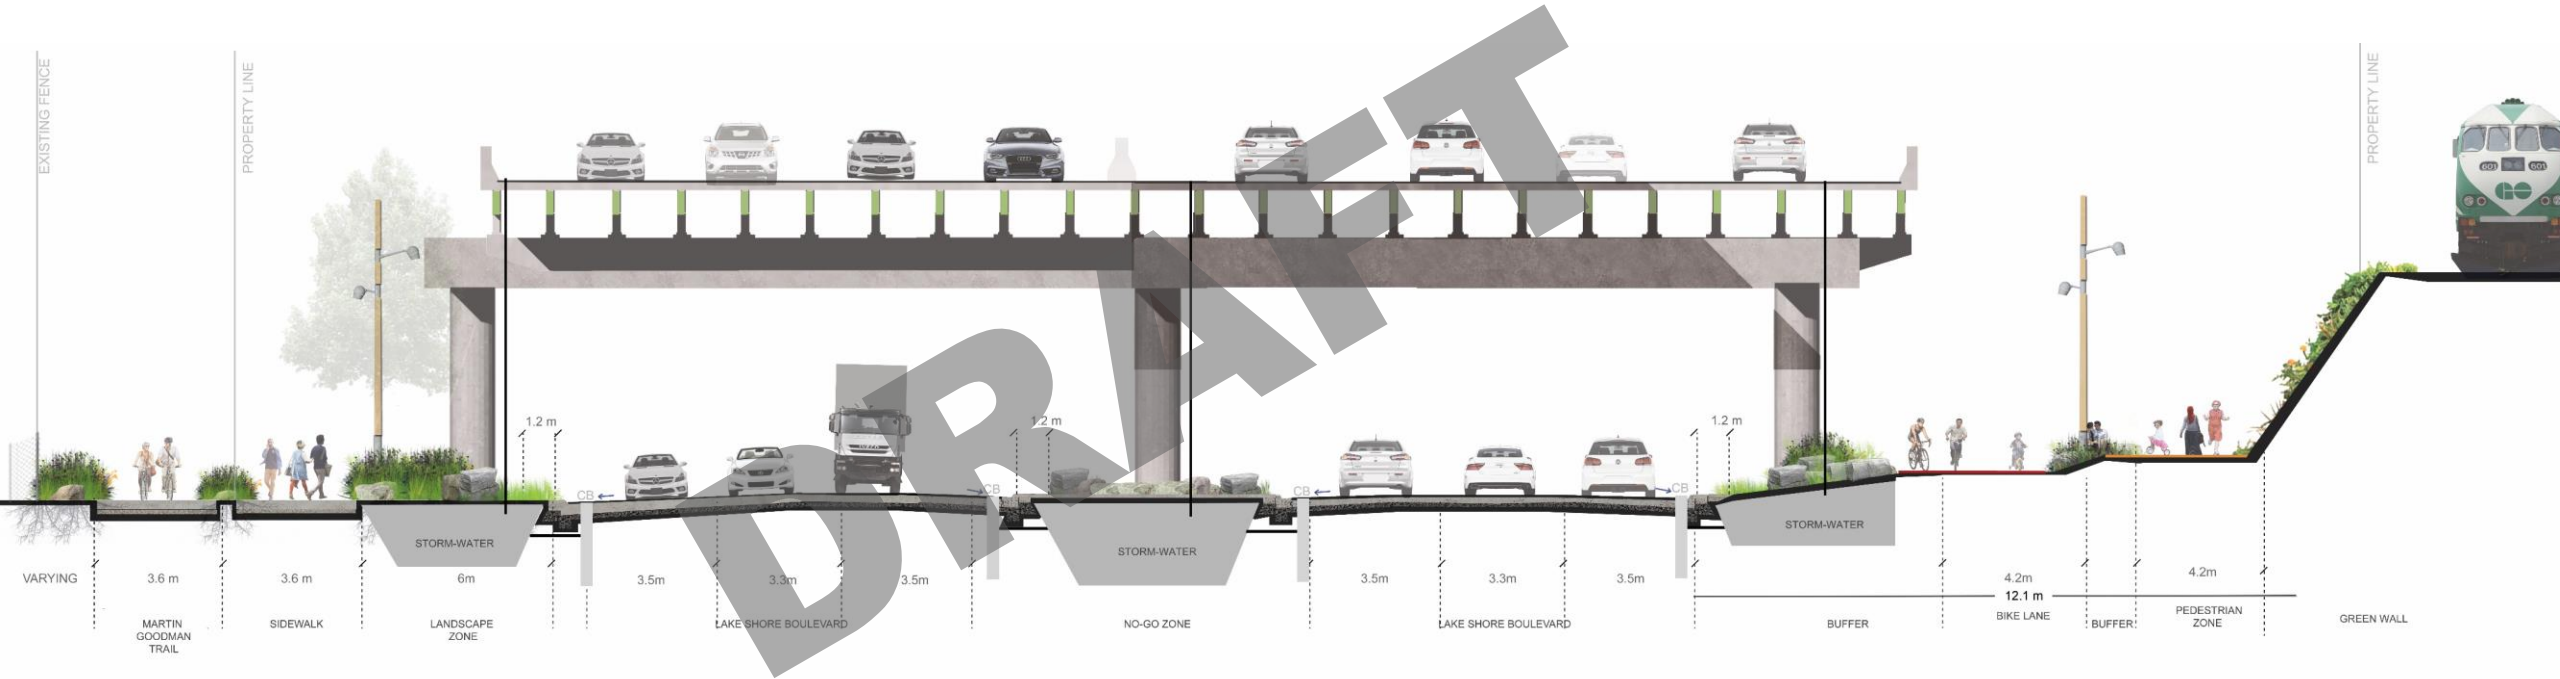 EXISTING FENCE
PROPERTY LINE
PROPERTY LINE
DRAFT
601
601
GO
1.2 m
1.2 m
1.2 m
CB
CB
CB
CB
STORM-WATER
STORM-WATER
STORM-WATER
VARYING
3.6 m
3.6 m
6m
3.5m
3.3m
3.5m
3.5m
3.3m
3.5m
4.2m
4.2m
12.1 m
MARTIN
GOODMAN
TRAIL
SIDEWALK
LANDSCAPE
ZONE
LAKE SHORE BOULEVARD
NO-GO ZONE
LAKE SHORE BOULEVARD
BUFFER
BIKE LANE
BUFFER
PEDESTRIAN
ZONE
GREEN WALL